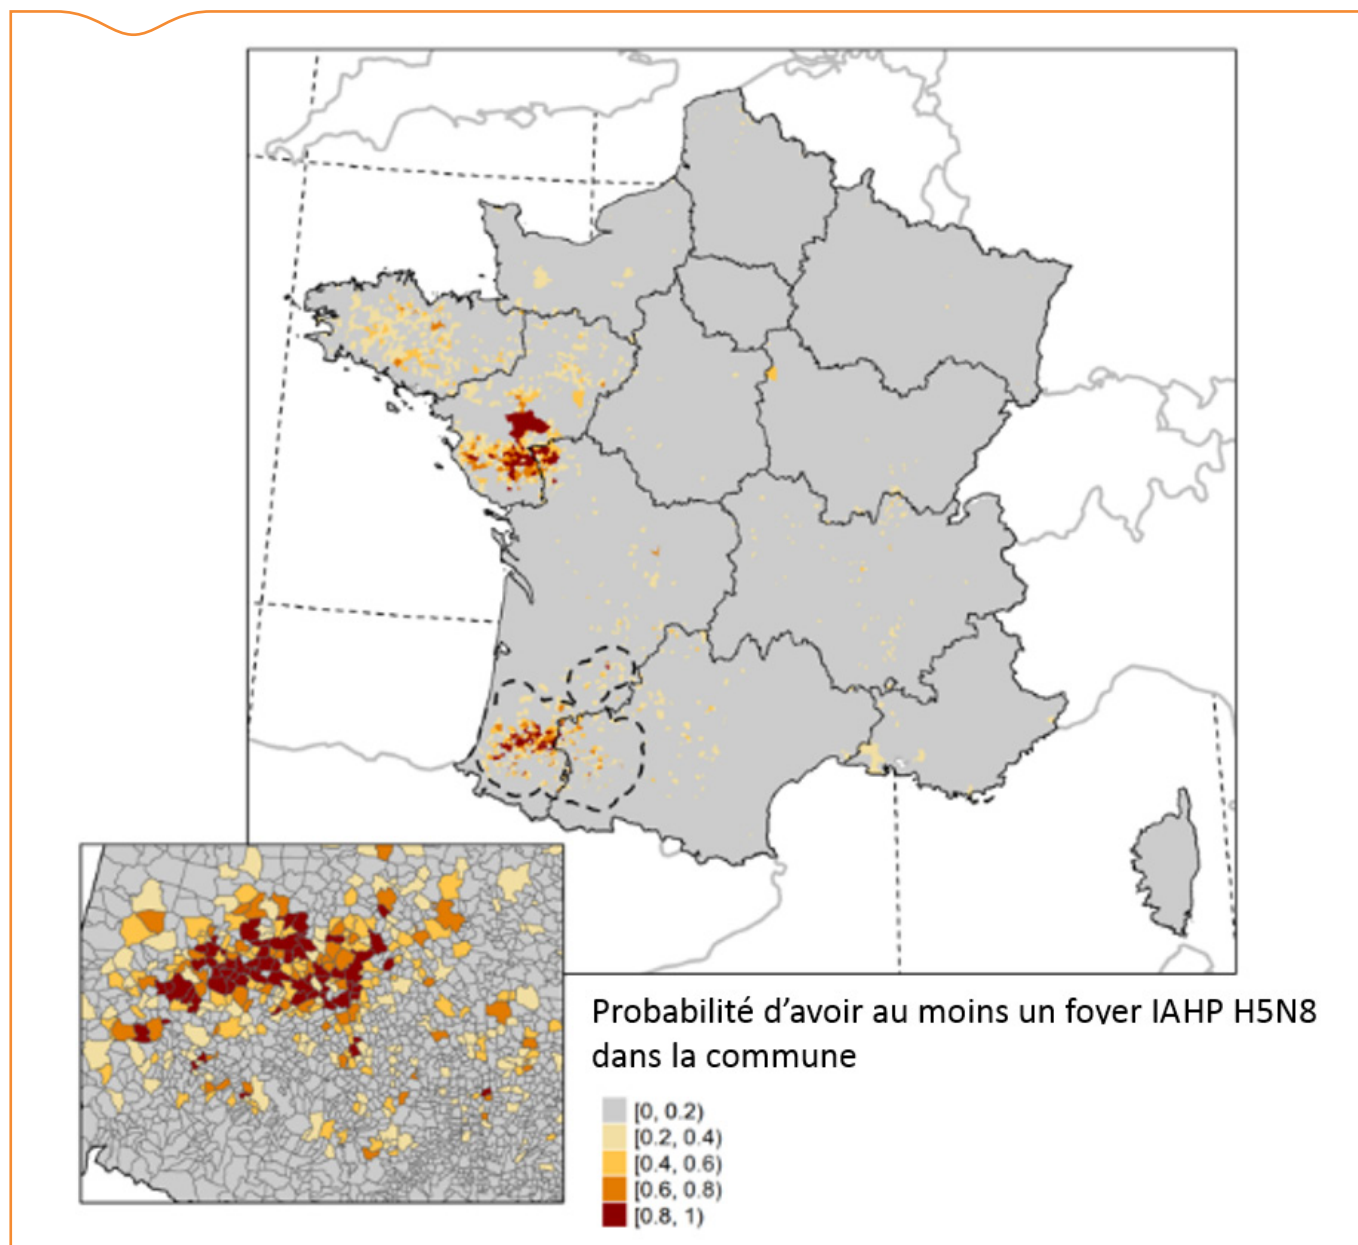 Probabilité d'avoir au moins un foyer IAHP H5N8
dans la commune
[0, 0.2)
[0.2, 0.4)
[0.4, 0.6)
[0.6, 0.8)
[0.8, 1)